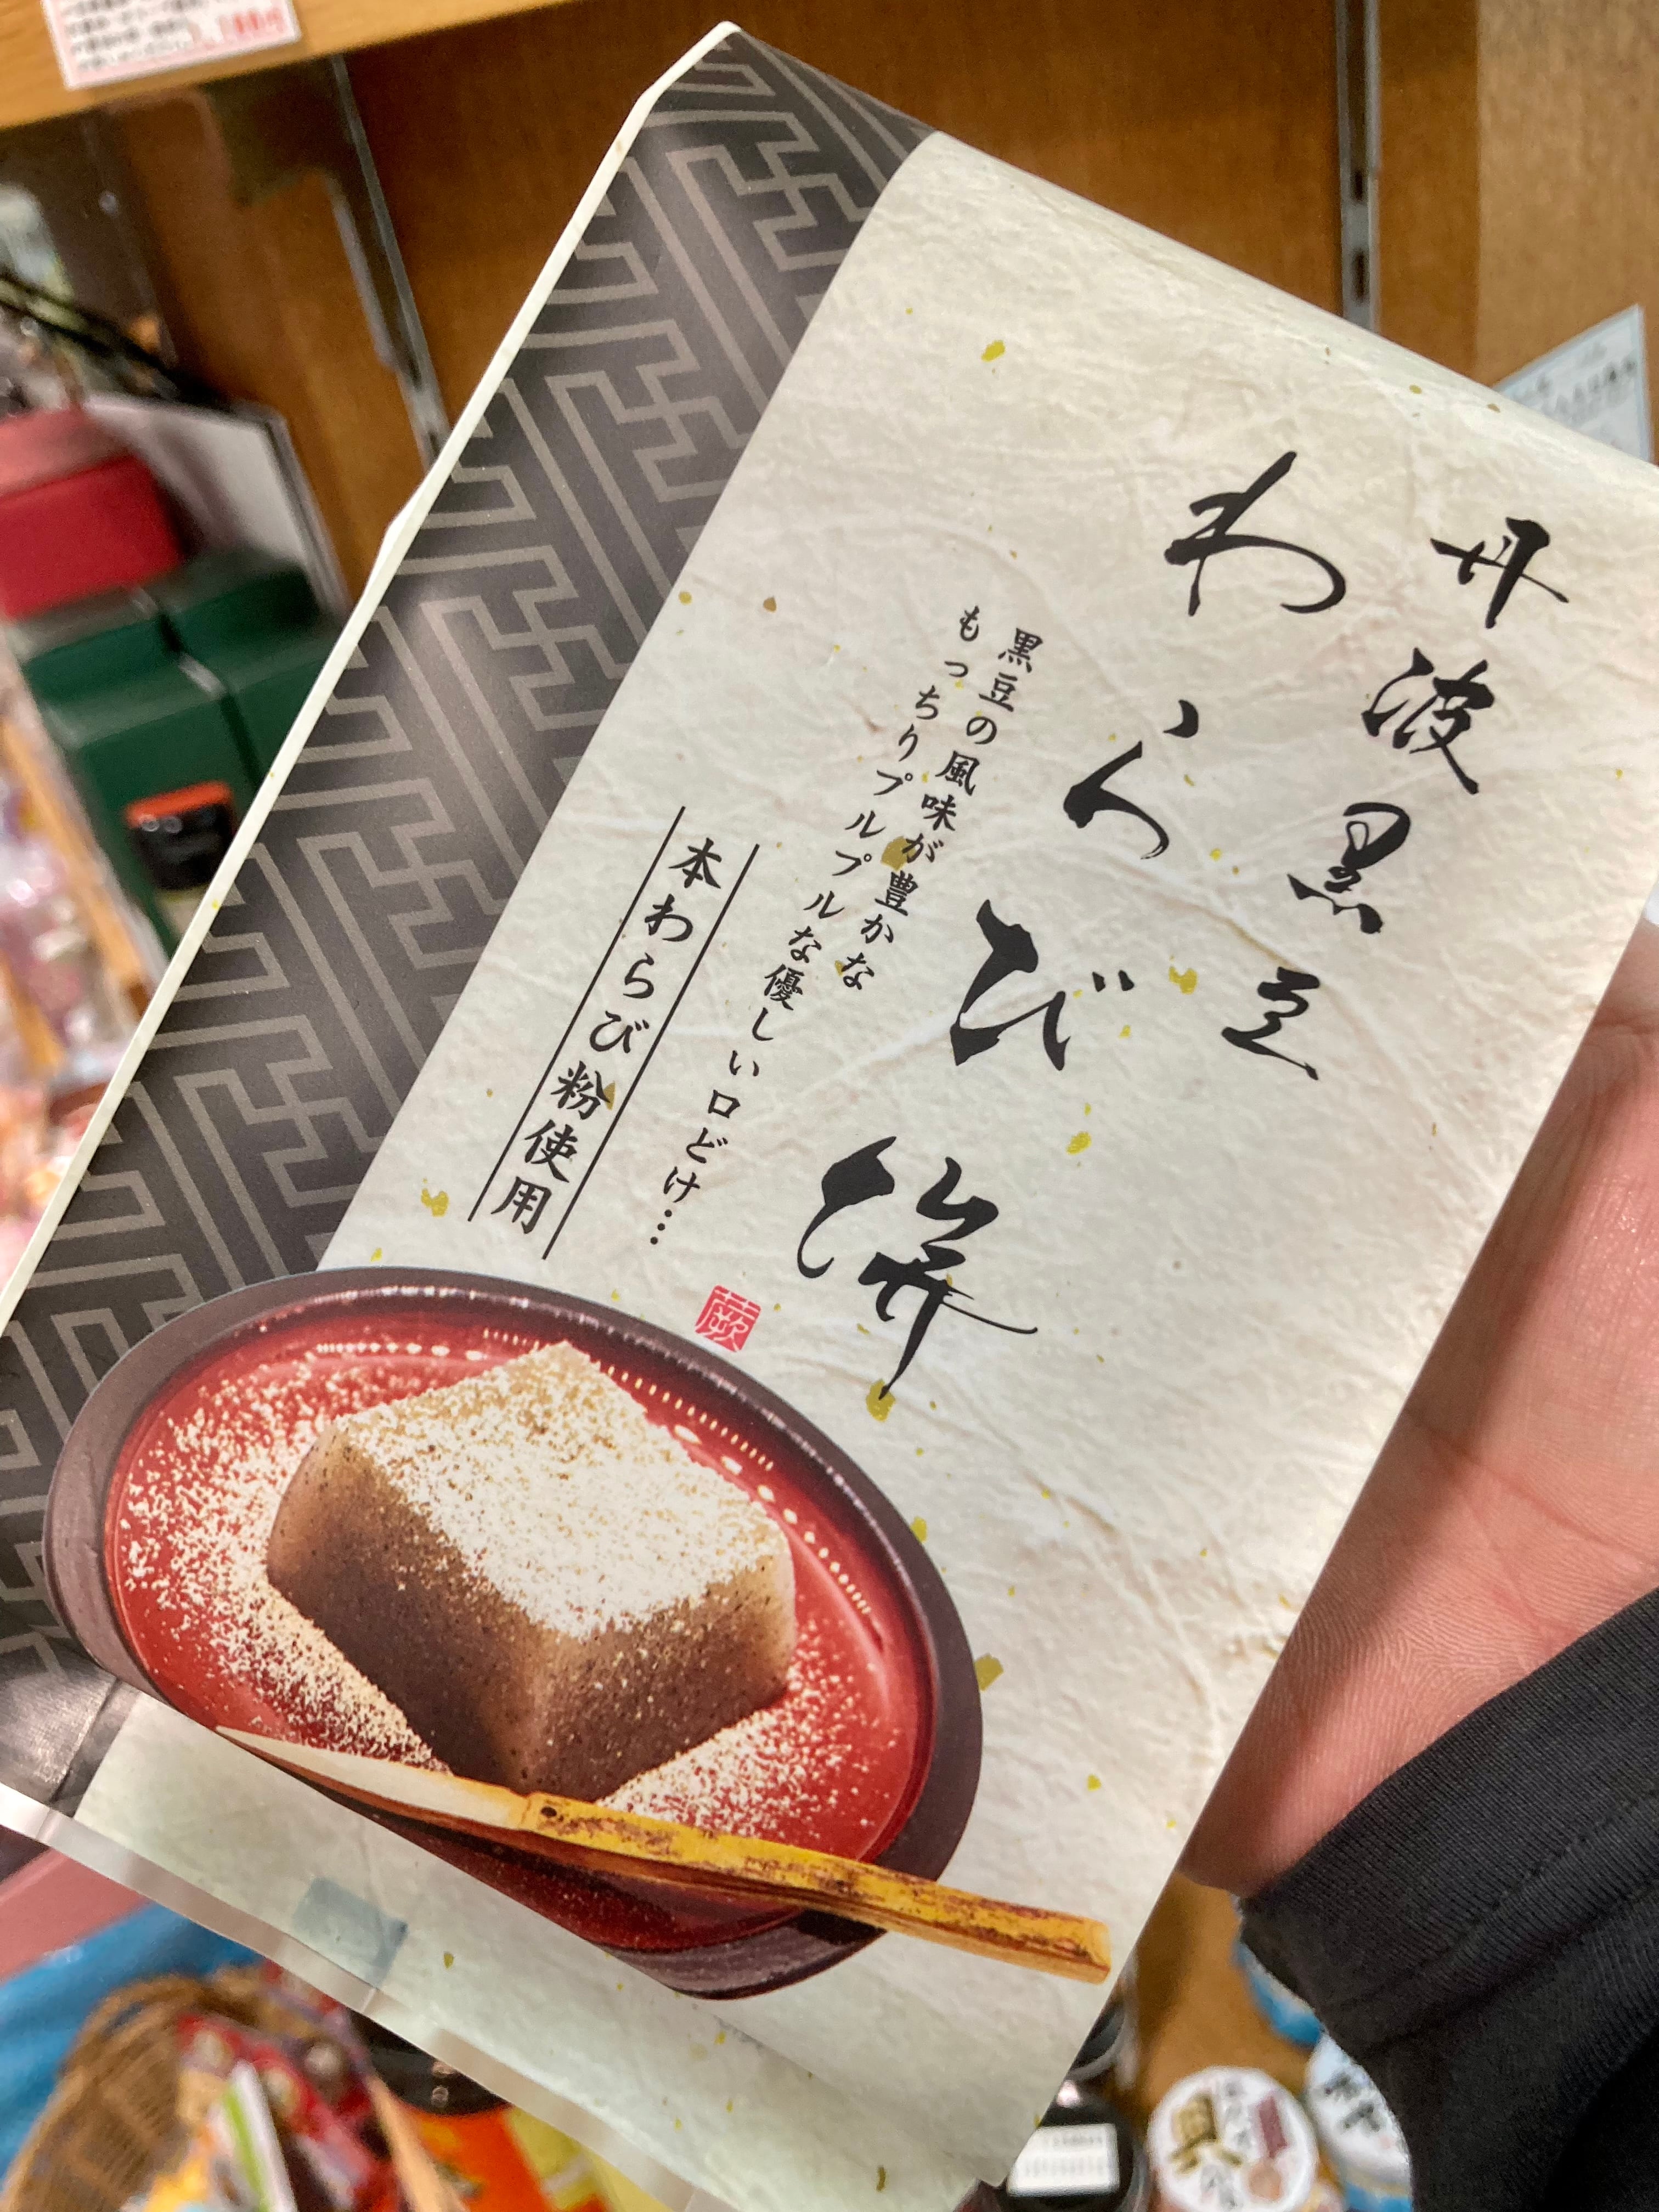 丹波黒豆
わらび餅
黒豆の風味が豊かな
もっちりプルプルな優しい口どけ…
本わらび粉使用
蕨